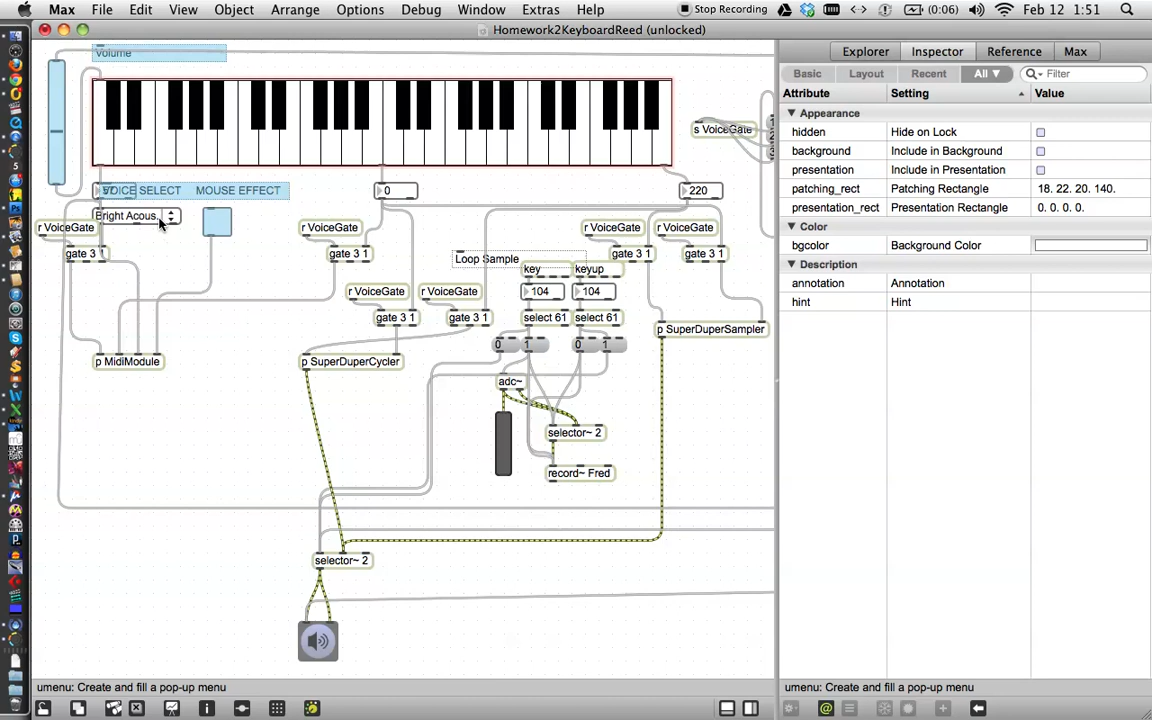 Max File Edit View Object Arrange Options Debug Window Extras Help Stop Recording (0:06) Feb 12 1:51
Homework2KeyboardReed (unlocked)
Volume
Explorer Inspector Reference Max
Basic Layout Recent All ▼ Filter
Attribute Setting Value
Appearance
hidden Hide on Lock
background Include in Background
presentation Include in Presentation
patching_rect Patching Rectangle 18. 22. 20. 140.
presentation_rect Presentation Rectangle 0. 0. 0. 0.
Color
bgcolor Background Color
Description
annotation Annotation
hint Hint
s VoiceGate
VOICE SELECT MOUSE EFFECT
0
220
Bright Acous.
r VoiceGate
r VoiceGate
r VoiceGate
r VoiceGate
gate 3 1
gate 3 1
gate 3 1
gate 3 1
Loop Sample
key
keyup
r VoiceGate
r VoiceGate
104
104
gate 3 1
gate 3 1
select 61
select 61
p SuperDuperSampler
0
1
0
1
p MidiModule
p SuperDuperCycler
adc~
selector~ 2
record~ Fred
selector~ 2
umenu: Create and fill a pop-up menu
umenu: Create and fill a pop-up menu